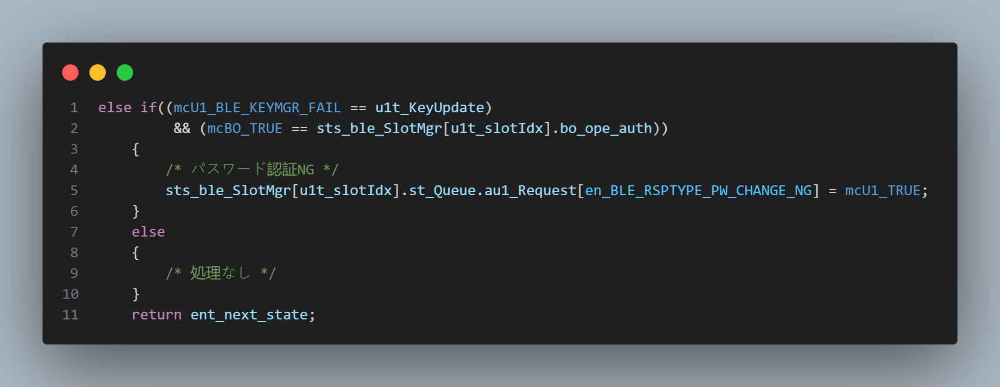 1 else if((mcU1_BLE_KEYMGR_FAIL == u1t_KeyUpdate)
2 && (mcBO_TRUE == sts_ble_SlotMgr[u1t_slotIdx].bo_ope_auth))
3 {
4 /* パスワード認証NG */
5 sts_ble_SlotMgr[u1t_slotIdx].st_Queue.au1_Request[en_BLE_RSPTYPE_PW_CHANGE_NG] = mcU1_TRUE;
6 }
7 else
8 {
9 /* 処理なし */
10 }
11 return ent_next_state;